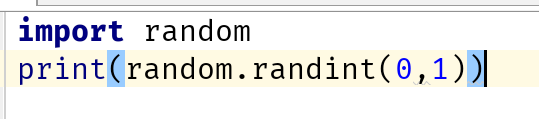 import random
print(random.randint(0,1))